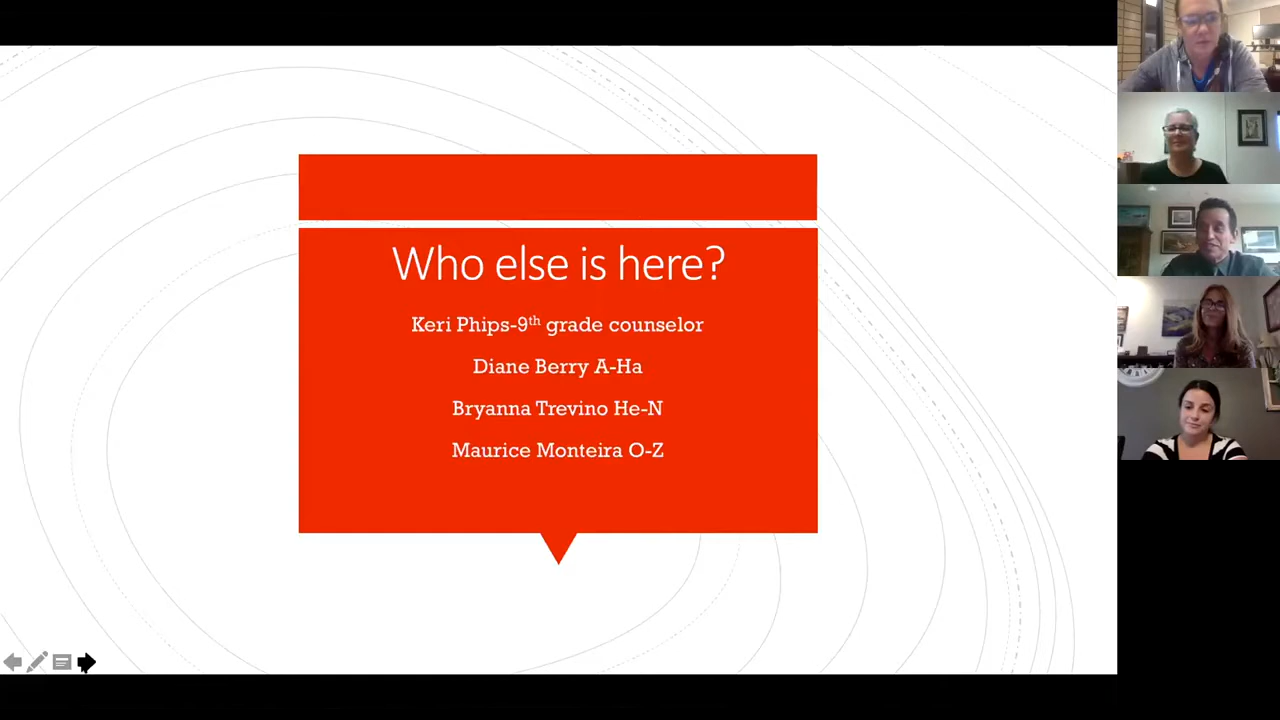 Who else is here?
Keri Phips-9th grade counselor
Diane Berry A-Ha
Bryanna Trevino He-N
Maurice Monteira O-Z